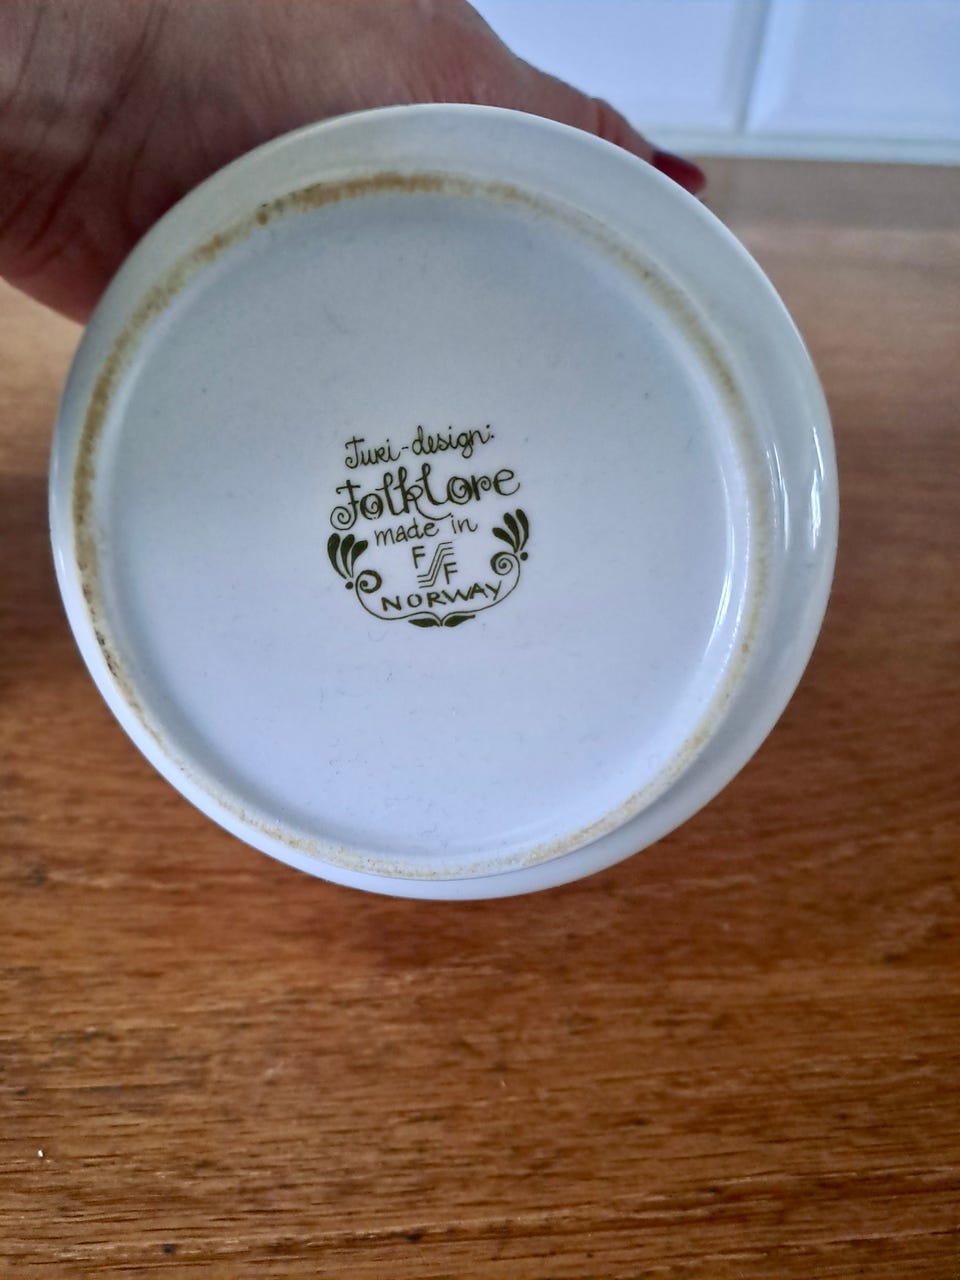 Turi-design:
Folklore
made in
F
F
NORWAY